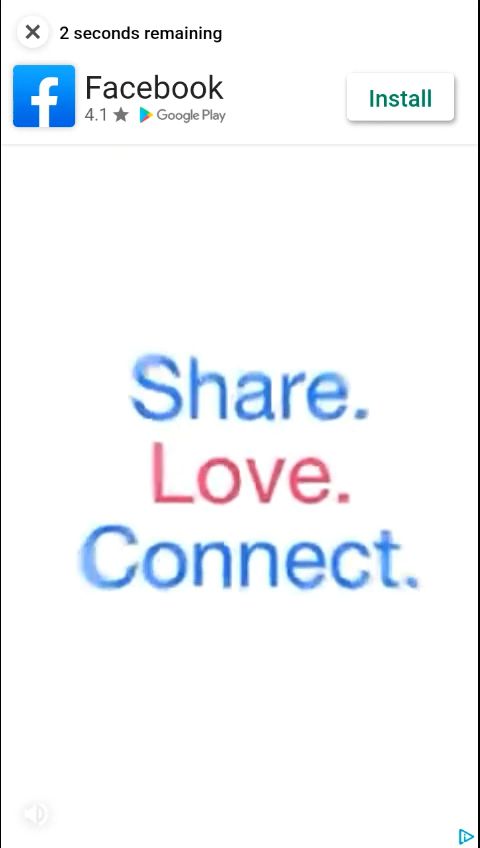 2 seconds remaining
Facebook
4.1 ★ Google Play
Install
Share.
Love.
Connect.